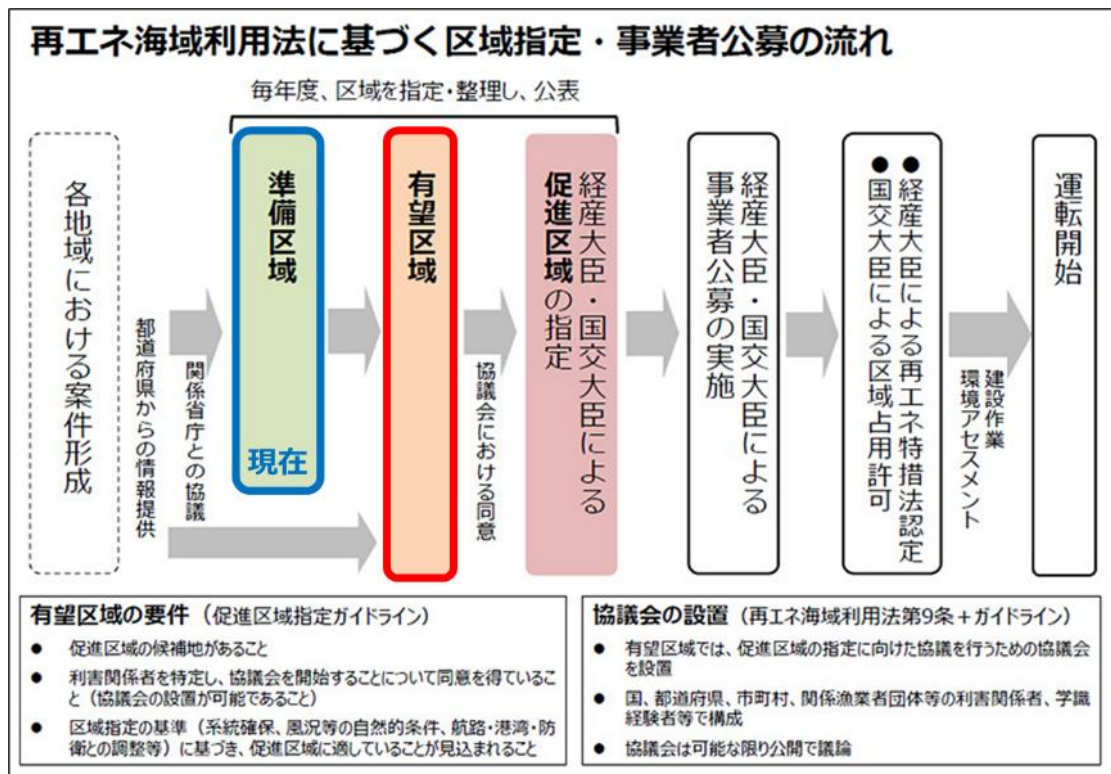 再エネ海域利用法に基づく区域指定・事業者公募の流れ
毎年度、区域を指定・整理し、公表
各地域における案件形成
都道府県からの情報提供
関係省庁との協議
準備区域
現在
有望区域
協議会における同意
経産大臣・国交大臣による
促進区域の指定
経産大臣・国交大臣による
事業者公募の実施
● 経産大臣による再エネ特措法認定
● 国交大臣による区域占用許可
建設作業
環境アセスメント
運転開始
有望区域の要件（促進区域指定ガイドライン）
● 促進区域の候補地があること
● 利害関係者を特定し、協議会を開始することについて同意を得ているこ
と（協議会の設置が可能であること）
● 区域指定の基準（系統確保、風況等の自然的条件、航路・港湾・防
衛との調整等）に基づき、促進区域に適していることが見込まれること
協議会の設置（再エネ海域利用法第9条＋ガイドライン）
● 有望区域では、促進区域の指定に向けた協議を行うための協議会
を設置
● 国、都道府県、市町村、関係漁業者団体等の利害関係者、学識
経験者等で構成
● 協議会は可能な限り公開で議論